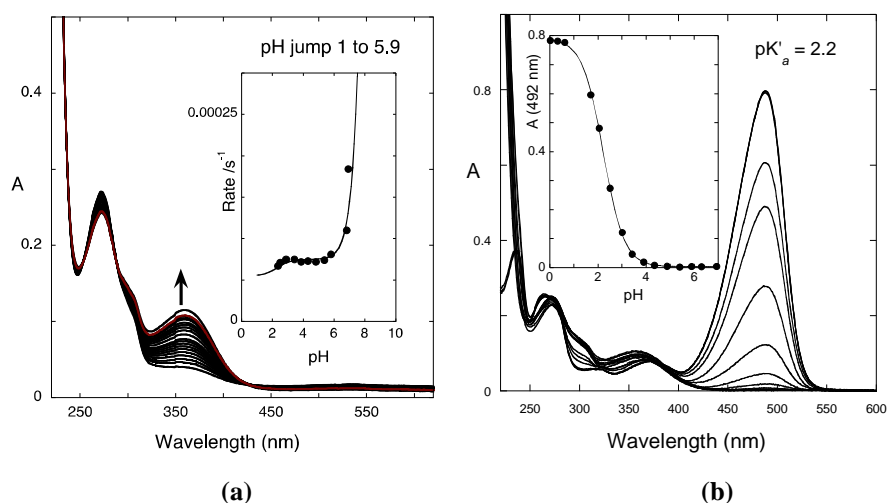 pH jump 1 to 5.9
0.4
0.2
0
A
250
350
450
550
Wavelength (nm)
0.00025
0
Rate /s⁻¹
0
2
4
6
8
10
pH
(a)
pK'a = 2.2
0.8
0.4
0
A
250
300
350
400
450
500
550
600
Wavelength (nm)
0.8
0.4
0
A (492 nm)
0
2
4
6
pH
(b)